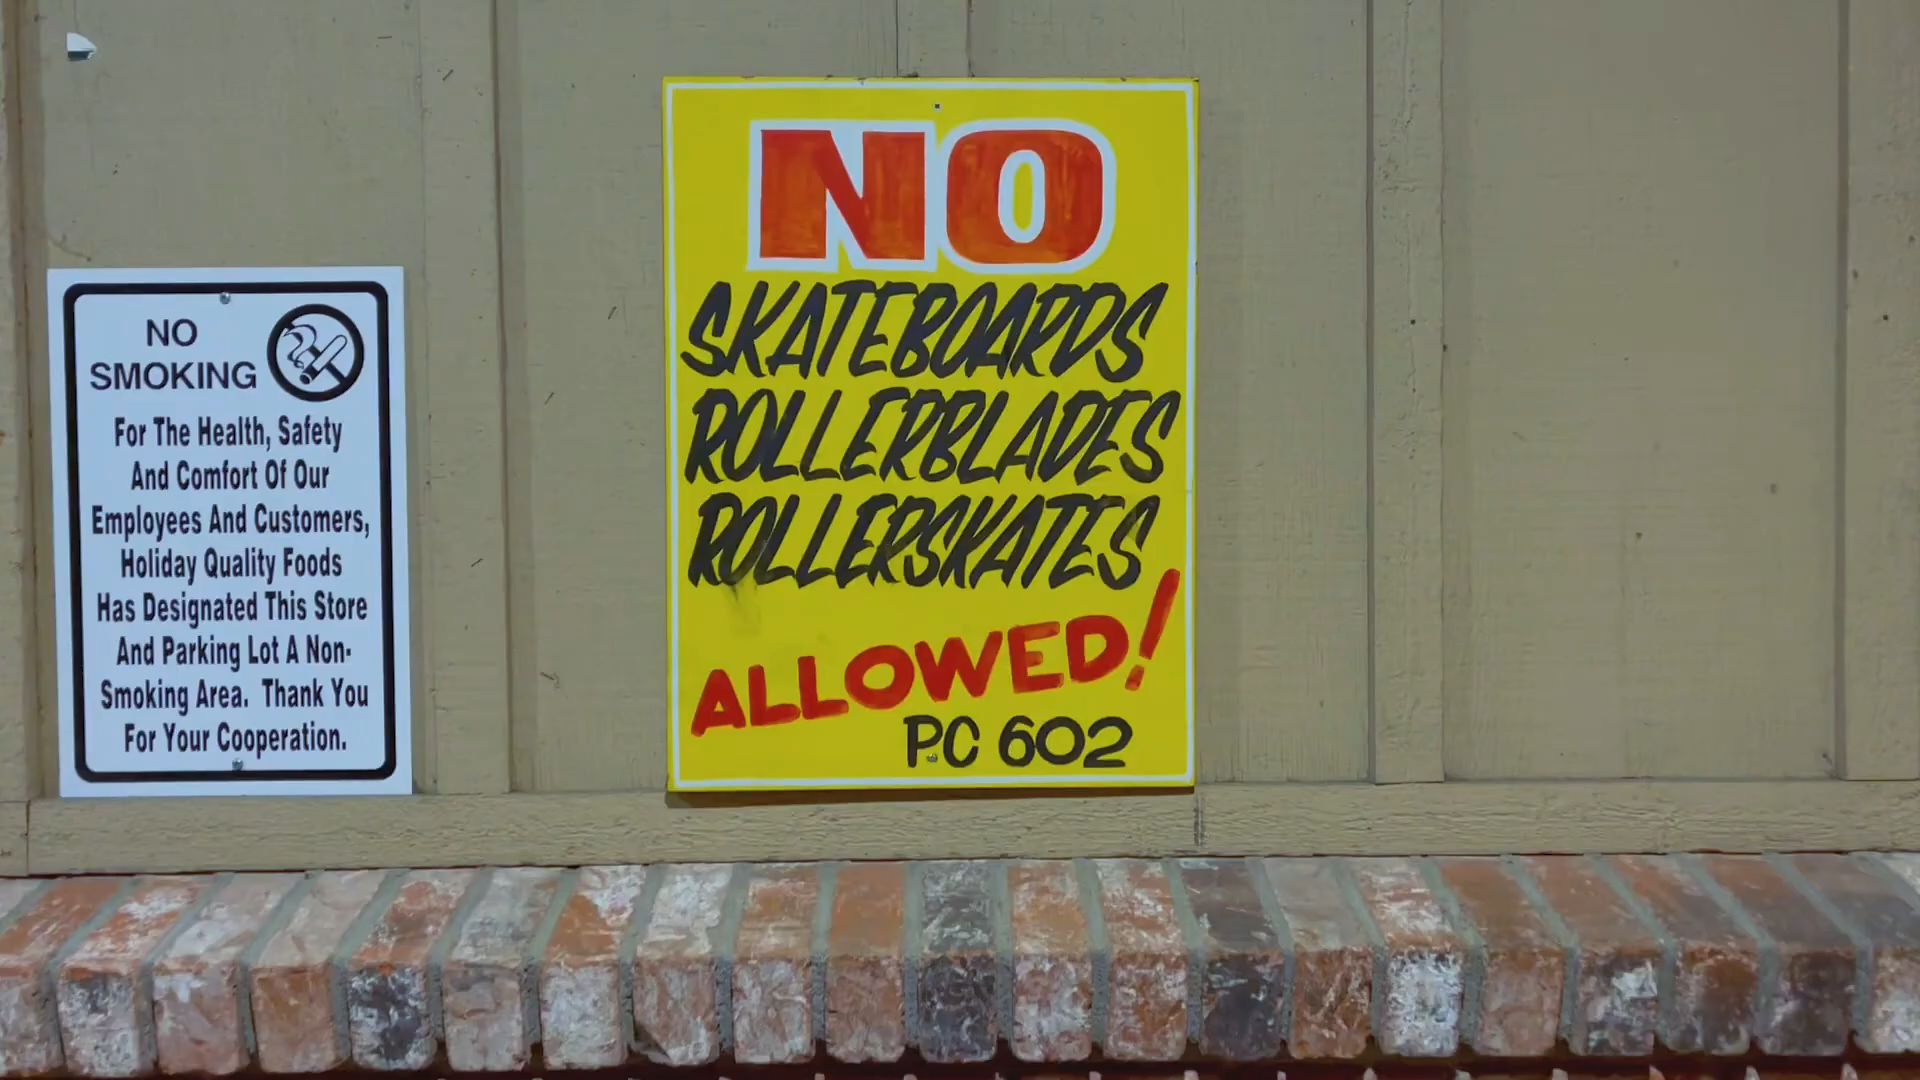 NO
SMOKING
For The Health, Safety
And Comfort Of Our
Employees And Customers,
Holiday Quality Foods
Has Designated This Store
And Parking Lot A Non-
Smoking Area. Thank You
For Your Cooperation.
NO
SKATEBOARDS
ROLLERBLADES
ROLLERSKATES
ALLOWED!
PC 602